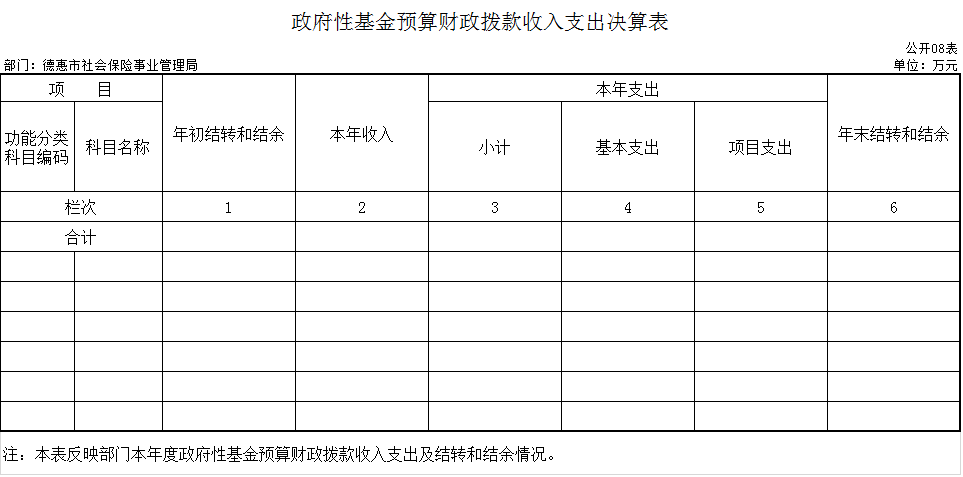 政府性基金预算财政拨款收入支出决算表
公开08表
部门：德惠市社会保险事业管理局
单位：万元
项 目
年初结转和结余
本年收入
本年支出
年末结转和结余
功能分类
科目编码
科目名称
小计
基本支出
项目支出
栏次
1
2
3
4
5
6
合计
注：本表反映部门本年度政府性基金预算财政拨款收入支出及结转和结余情况。